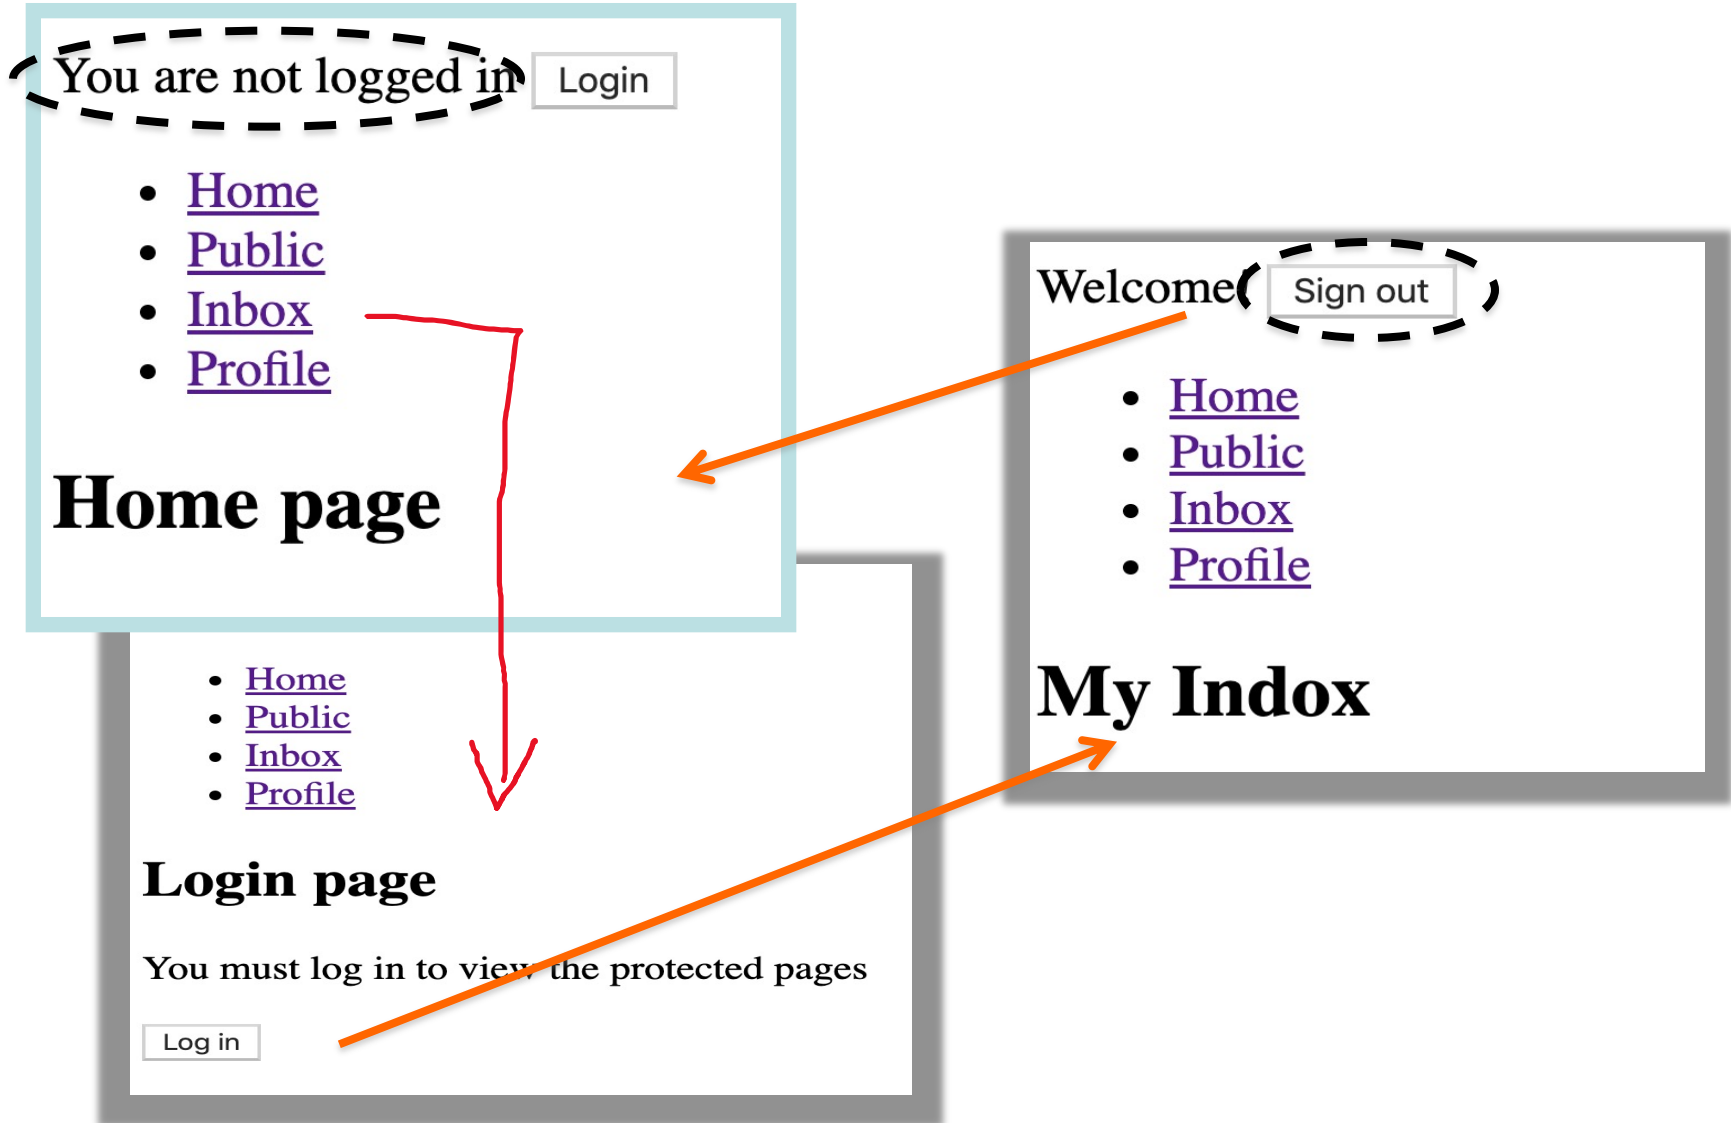 You are not logged in Login
Home
Public
Inbox
Profile
Home page
Home
Public
Inbox
Profile
Login page
You must log in to view the protected pages
Log in
Welcome! Sign out
Home
Public
Inbox
Profile
My Indox